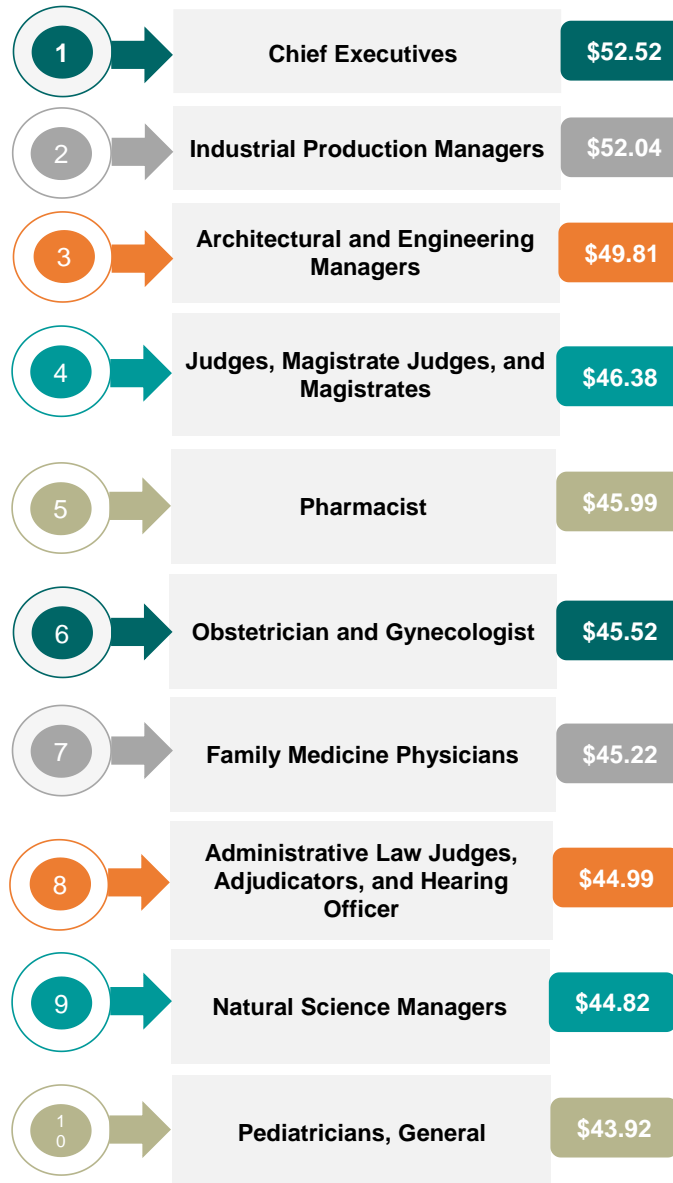 1
Chief Executives
$52.52
2
Industrial Production Managers
$52.04
3
Architectural and Engineering
Managers
$49.81
4
Judges, Magistrate Judges, and
Magistrates
$46.38
5
Pharmacist
$45.99
6
Obstetrician and Gynecologist
$45.52
7
Family Medicine Physicians
$45.22
8
Administrative Law Judges,
Adjudicators, and Hearing
Officer
$44.99
9
Natural Science Managers
$44.82
1
0
Pediatricians, General
$43.92